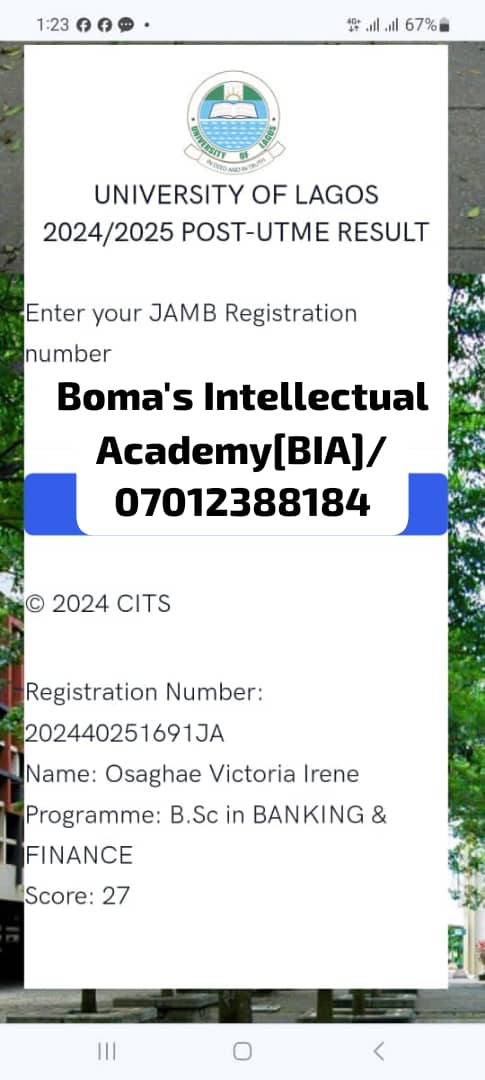 1:23
4G+
67%
UNIVERSITY OF LAGOS
IN DEED AND IN TRUTH
UNIVERSITY OF LAGOS
2024/2025 POST-UTME RESULT
Enter your JAMB Registration
number
Boma's Intellectual
Academy[BIA]/
07012388184
© 2024 CITS
Registration Number:
202440251691JA
Name: Osaghae Victoria Irene
Programme: B.Sc in BANKING &
FINANCE
Score: 27